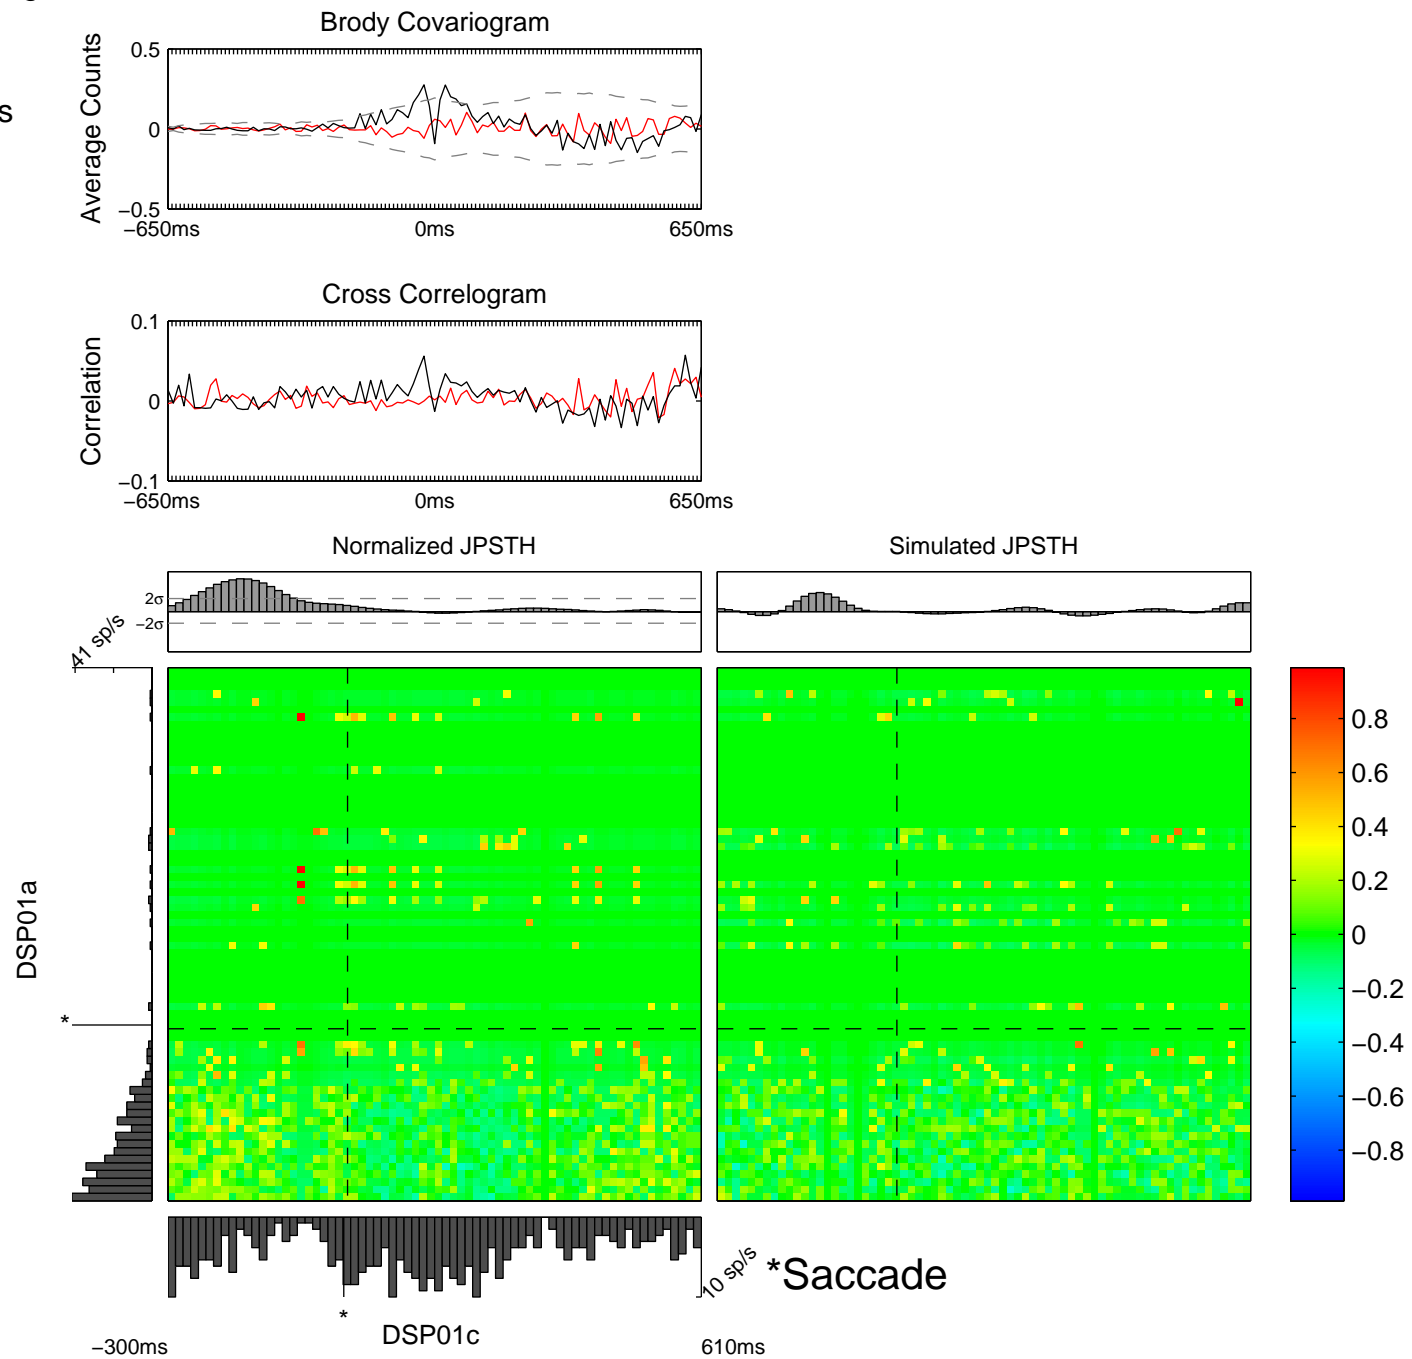 g
Brody Covariogram
s
Average Counts
0.5
0
−0.5
−650ms 0ms 650ms
Cross Correlogram
Correlation
0.1
0
−0.1
−650ms 0ms 650ms
Normalized JPSTH Simulated JPSTH
2σ
−2σ
41 sp/s
DSP01a
*
0.8
0.6
0.4
0.2
0
−0.2
−0.4
−0.6
−0.8
10 sp/s
*Saccade
*
DSP01c
−300ms 610ms